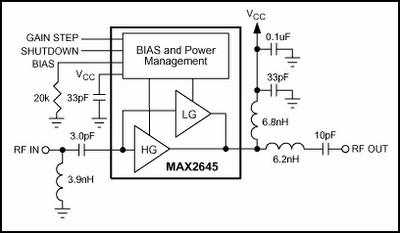 GAIN STEP
SHUTDOWN
BIAS
VCC
BIAS and Power
Management
VCC
0.1uF
33pF
20k
33pF
LG
6.8nH
3.0pF
10pF
RF IN
HG
RF OUT
6.2nH
MAX2645
3.9nH